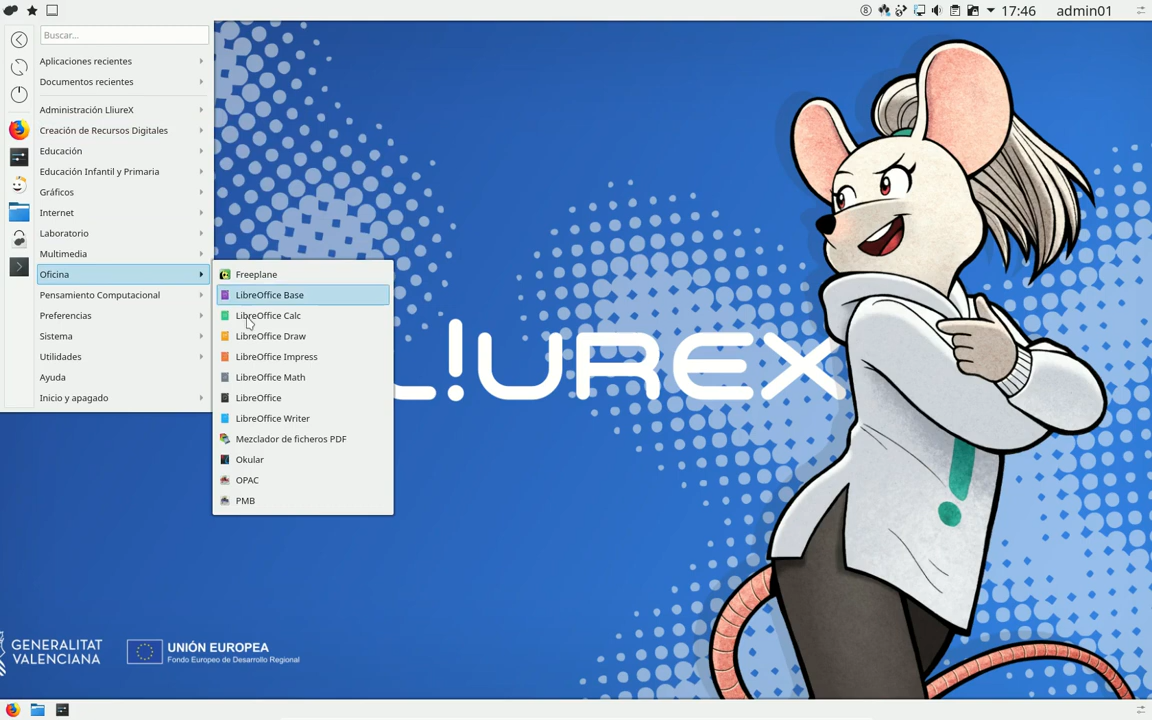 17:46 admin01
Buscar...
Aplicaciones recientes
Documentos recientes
Administración LliureX
Creación de Recursos Digitales
Educación
Educación Infantil y Primaria
Gráficos
Internet
Laboratorio
Multimedia
Oficina
Pensamiento Computacional
Preferencias
Sistema
Utilidades
Ayuda
Inicio y apagado
Freeplane
LibreOffice Base
LibreOffice Calc
LibreOffice Draw
LibreOffice Impress
LibreOffice Math
LibreOffice
LibreOffice Writer
Mezclador de ficheros PDF
Okular
OPAC
PMB
L!UREX
GENERALITAT
VALENCIANA
UNIÓN EUROPEA
Fondo Europeo de Desarrollo Regional